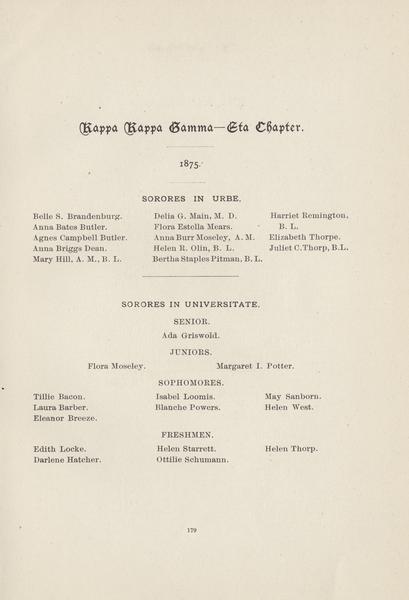 Kappa Kappa Gamma—Eta Chapter.
1875.
SORORES IN URBE.
Belle S. Brandenburg.
Anna Bates Butler.
Agnes Campbell Butler.
Anna Briggs Dean.
Mary Hill, A. M., B. L.
Delia G. Main, M. D.
Flora Estella Mears.
Anna Burr Moseley, A. M.
Helen R. Olin, B. L.
Bertha Staples Pitman, B. L.
Harriet Remington,
B. L.
Elizabeth Thorpe.
Juliet C. Thorp, B.L.
SORORES IN UNIVERSITATE.
SENIOR.
Ada Griswold.
JUNIORS.
Flora Moseley. Margaret I. Potter.
SOPHOMORES.
Tillie Bacon. Isabel Loomis. May Sanborn.
Laura Barber. Blanche Powers. Helen West.
Eleanor Breeze.
FRESHMEN.
Edith Locke. Helen Starrett. Helen Thorp.
Darlene Hatcher. Ottilie Schumann.
179